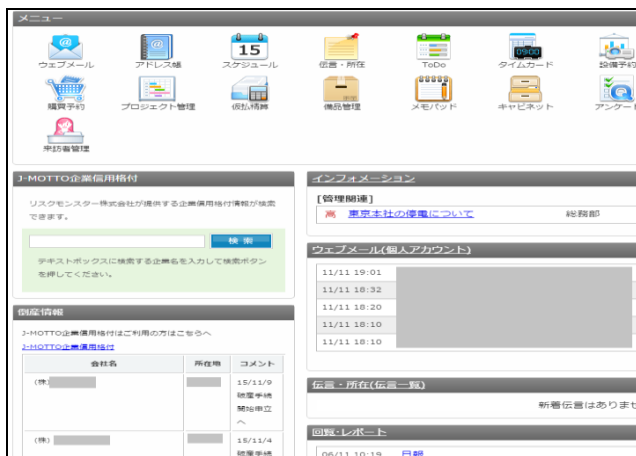 メニュー
ウェブメール
アドレス帳
15
スケジュール
伝言・所在
ToDo
09:00
タイムカード
設備予約
購買予約
プロジェクト管理
仮払精算
備品管理
メモパッド
キャビネット
アンケート
来訪者管理
J-MOTTO企業信用格付
リスクモンスター株式会社が提供する企業信用格付情報が検索
できます。
検 索
テキストボックスに検索する企業名を入力して検索ボタン
を押してください。
倒産情報
J-MOTTO企業信用格付はご利用の方はこちらへ
J-MOTTO企業信用格付
会社名 所在地 コメント
(株) 15/11/9
破産手続
開始申立
へ
(株) 15/11/4
破産手続
インフォメーション
[管理関連]
高 東京本社の停電について 総務部
ウェブメール(個人アカウント)
11/11 19:01
11/11 18:32
11/11 18:20
11/11 18:10
11/11 18:10
伝言・所在(伝言一覧)
新着伝言はありませ
回覧・レポート
06/11 10:19 日報